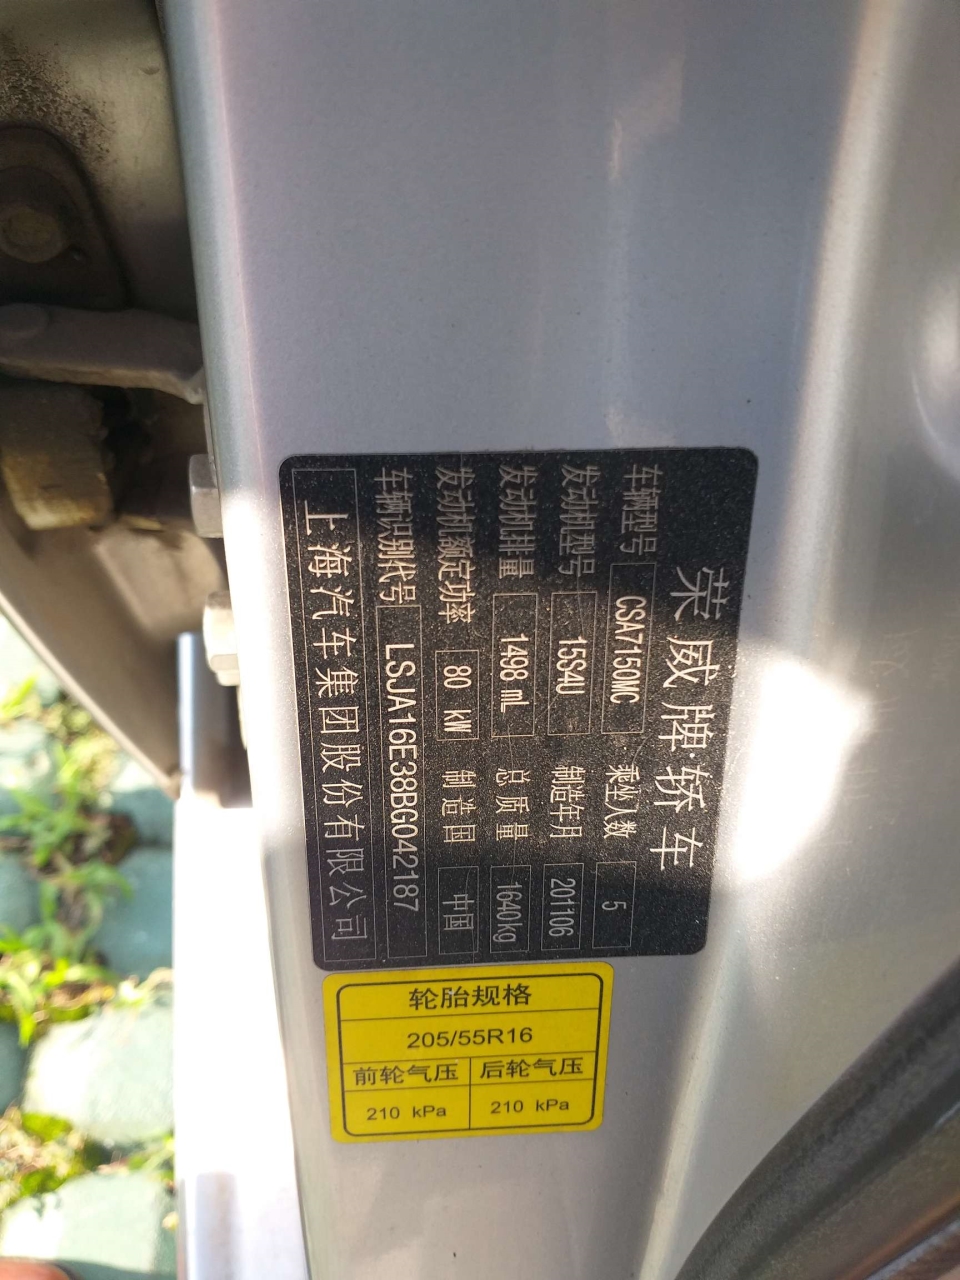 荣威牌·轿车
车辆型号 CSA7150MC 乘坐人数 5
发动机型号 15S4U 制造年月 201106
发动机排量 1498 mL 总质量 1640kg
发动机额定功率 80 kW 制造国 中国
车辆识别代号 LSJA16E38BG042187
上海汽车集团股份有限公司
轮胎规格
205/55R16
前轮气压 后轮气压
210 kPa 210 kPa